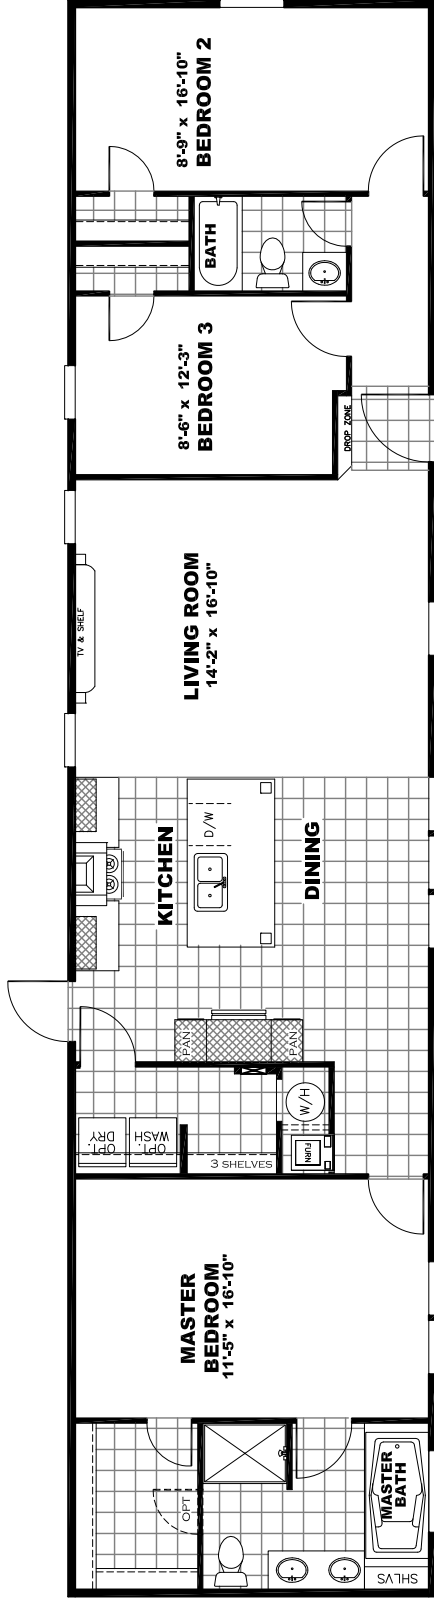 8'-9" x 16'-10"
BEDROOM 2
BATH
8'-6" x 12'-3"
BEDROOM 3
DROP ZONE
TV & SHELF
LIVING ROOM
14'-2" x 16'-10"
D/W
KITCHEN
DINING
PAN.
PAN.
OPT.
DRY
OPT.
WASH
H/W
FURN
3 SHELVES
MASTER
BEDROOM
11'-5" x 16'-10"
OPT
MASTER
BATH
SHLVS